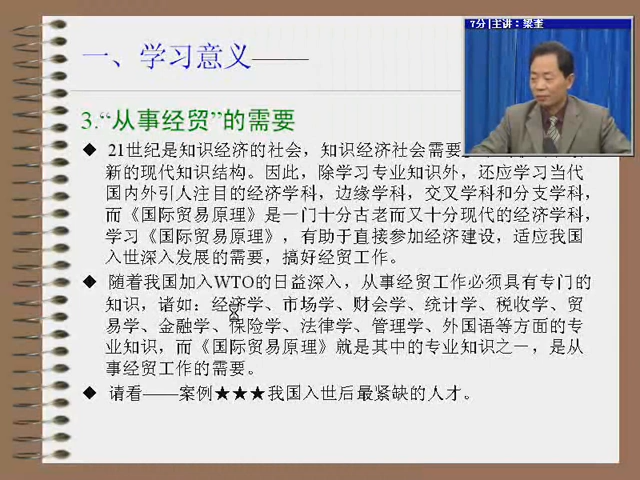 7分|主讲：梁奎
一、学习意义——
3.“从事经贸”的需要
◆ 21世纪是知识经济的社会，知识经济社会需要
新的现代知识结构。因此，除学习专业知识外，还应学习当代
国内外引人注目的经济学科，边缘学科，交叉学科和分支学科，
而《国际贸易原理》是一门十分古老而又十分现代的经济学科，
学习《国际贸易原理》，有助于直接参加经济建设，适应我国
入世深入发展的需要，搞好经贸工作。
◆ 随着我国加入WTO的日益深入，从事经贸工作必须具有专门的
知识，诸如：经济学、市场学、财会学、统计学、税收学、贸
易学、金融学、保险学、法律学、管理学、外国语等方面的专
业知识，而《国际贸易原理》就是其中的专业知识之一，是从
事经贸工作的需要。
◆ 请看——案例★★★我国入世后最紧缺的人才。